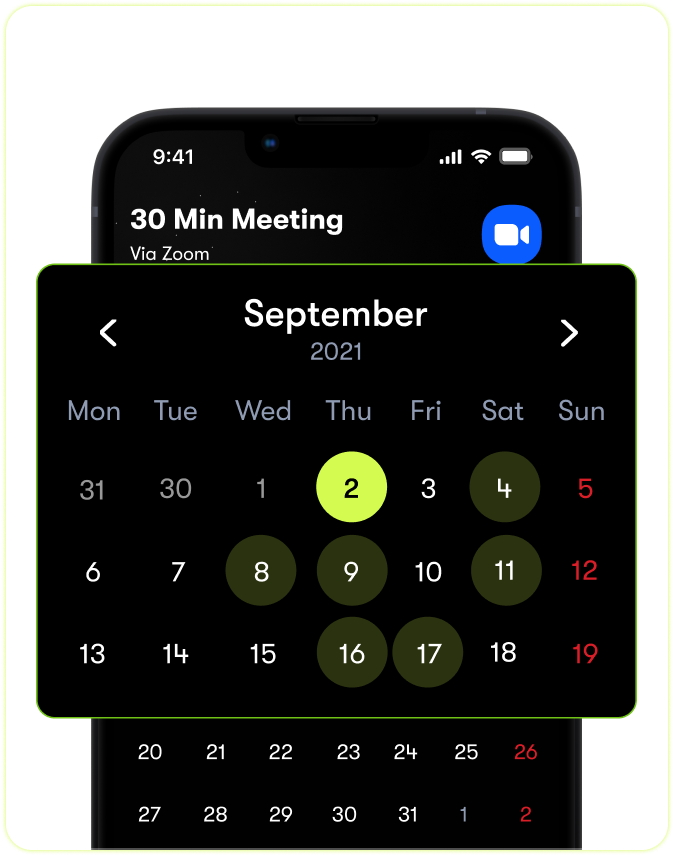 9:41
30 Min Meeting
Via Zoom
September
2021
Mon Tue Wed Thu Fri Sat Sun
31 30 1 2 3 4 5
6 7 8 9 10 11 12
13 14 15 16 17 18 19
20 21 22 23 24 25 26
27 28 29 30 31 1 2